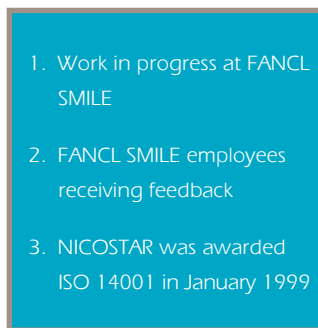 1. Work in progress at FANCL
SMILE
2. FANCL SMILE employees
receiving feedback
3. NICOSTAR was awarded
ISO 14001 in January 1999